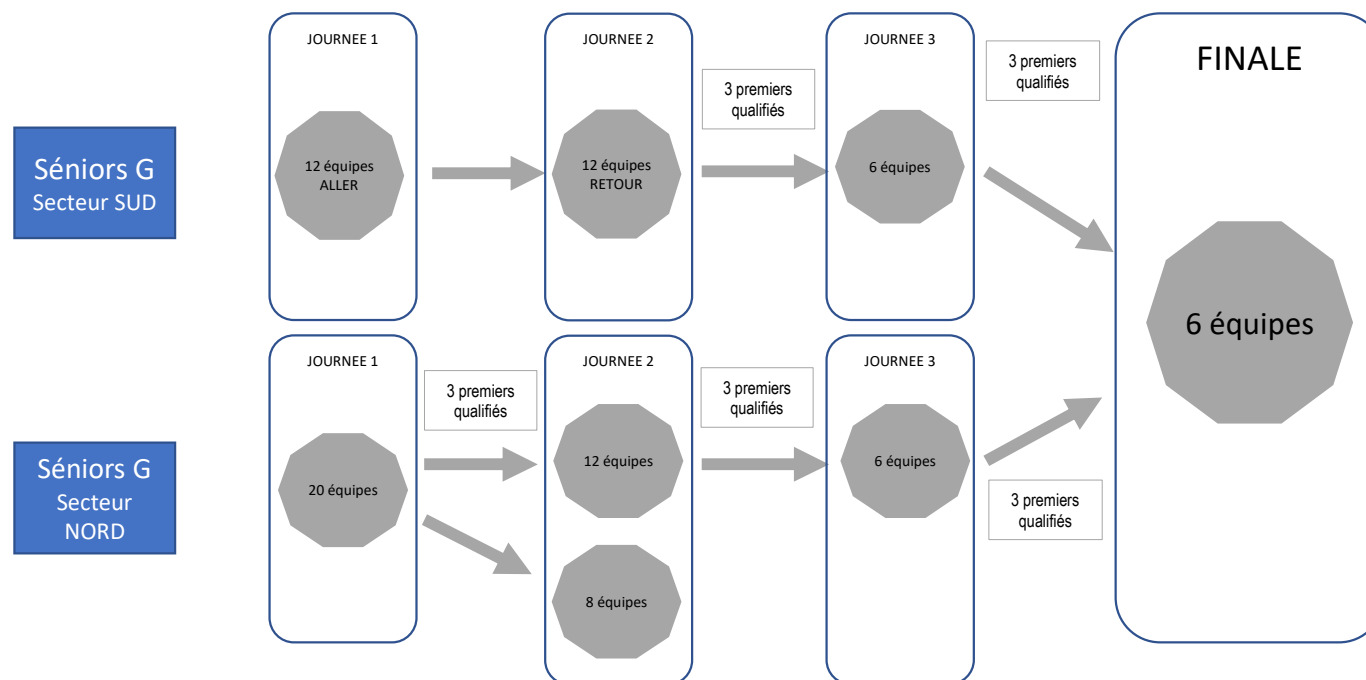 Séniors G
Secteur SUD
JOURNEE 1
12 équipes
ALLER
JOURNEE 2
12 équipes
RETOUR
3 premiers
qualifiés
JOURNEE 3
6 équipes
3 premiers
qualifiés
FINALE
6 équipes
Séniors G
Secteur
NORD
JOURNEE 1
20 équipes
3 premiers
qualifiés
JOURNEE 2
12 équipes
8 équipes
3 premiers
qualifiés
JOURNEE 3
6 équipes
3 premiers
qualifiés